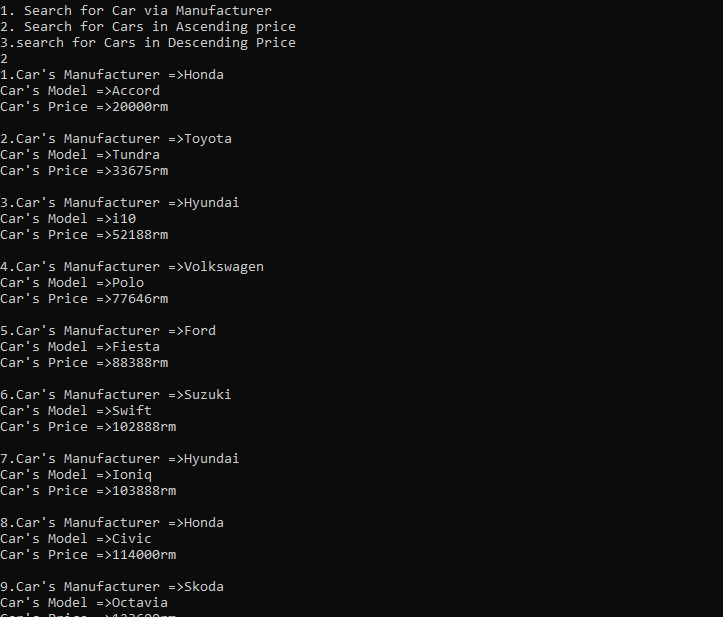 1. Search for Car via Manufacturer
2. Search for Cars in Ascending price
3.search for Cars in Descending Price
2
1.Car's Manufacturer =>Honda
Car's Model =>Accord
Car's Price =>20000rm
2.Car's Manufacturer =>Toyota
Car's Model =>Tundra
Car's Price =>33675rm
3.Car's Manufacturer =>Hyundai
Car's Model =>i10
Car's Price =>52188rm
4.Car's Manufacturer =>Volkswagen
Car's Model =>Polo
Car's Price =>77646rm
5.Car's Manufacturer =>Ford
Car's Model =>Fiesta
Car's Price =>88388rm
6.Car's Manufacturer =>Suzuki
Car's Model =>Swift
Car's Price =>102888rm
7.Car's Manufacturer =>Hyundai
Car's Model =>Ioniq
Car's Price =>103888rm
8.Car's Manufacturer =>Honda
Car's Model =>Civic
Car's Price =>114000rm
9.Car's Manufacturer =>Skoda
Car's Model =>Octavia
Car's Price